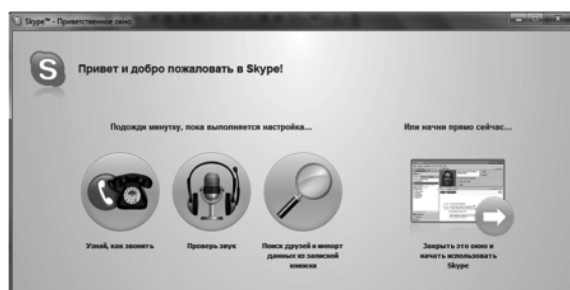 Skype™ - Приветственное окно
Привет и добро пожаловать в Skype!
Подожди минутку, пока выполняется настройка...
Или начни прямо сейчас...
Узнай, как звонить
Проверь звук
Поиск друзей и импорт
данных из записной
книжки
Закрыть это окно и
начать использовать
Skype